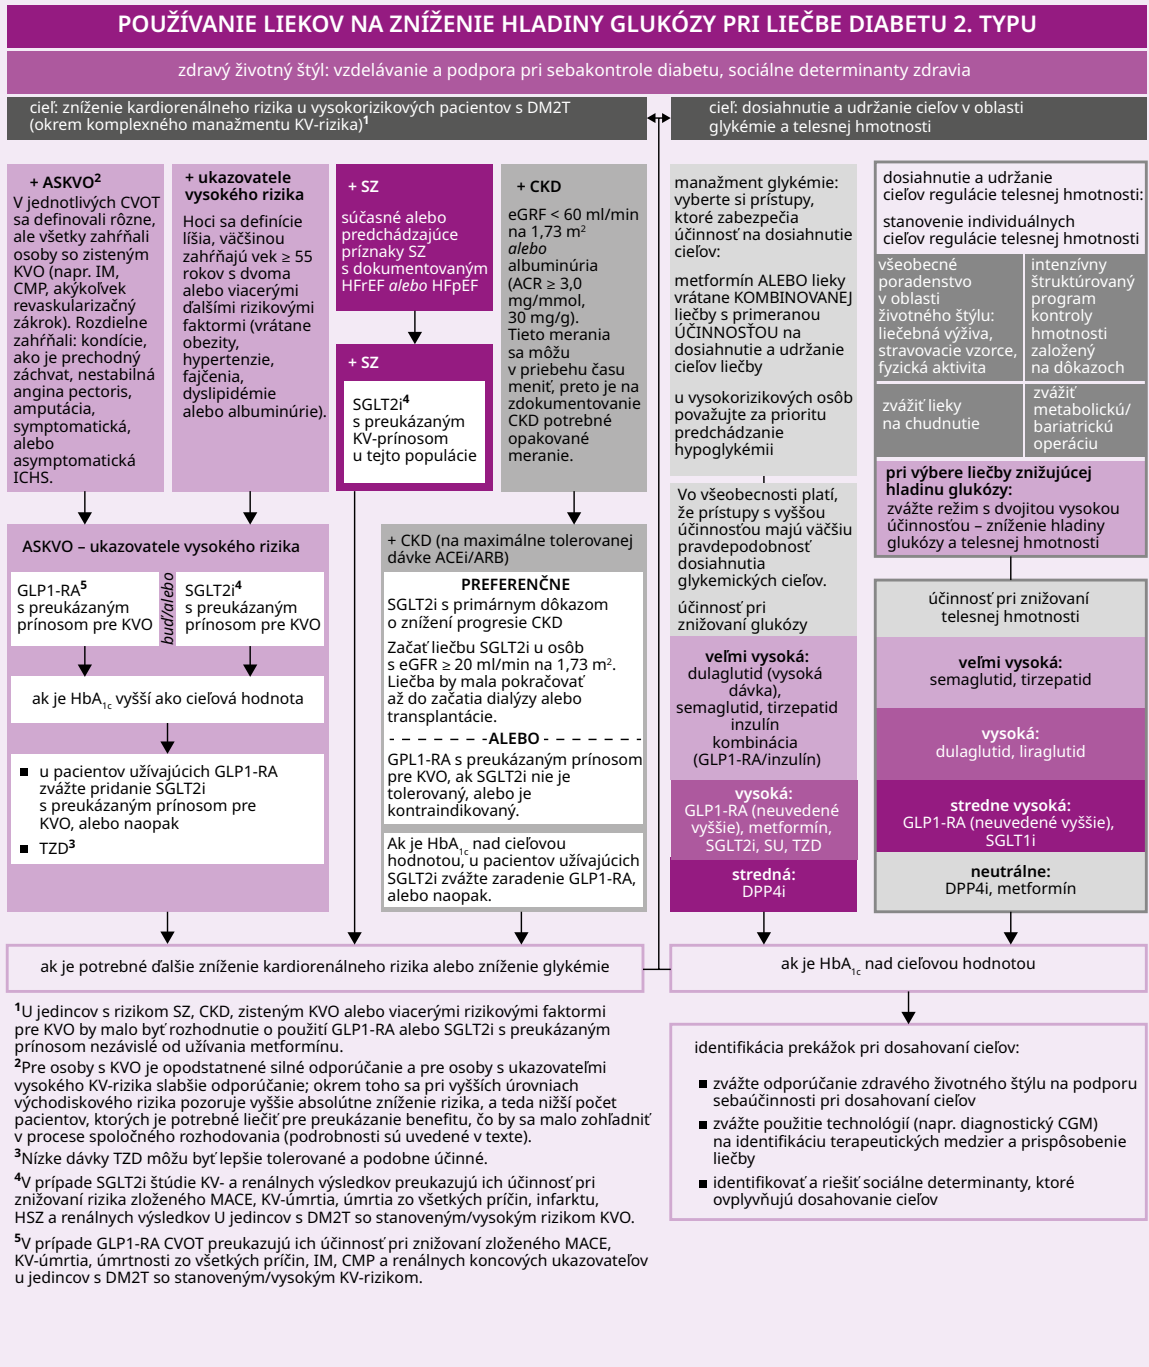 POUŽÍVANIE LIEKOV NA ZNÍŽENIE HLADINY GLUKÓZY PRI LIEČBE DIABETU 2. TYPU
zdravý životný štýl: vzdelávanie a podpora pri sebakontrole diabetu, sociálne determinanty zdravia
cieľ: zníženie kardiorenálneho rizika u vysokorizikových pacientov s DM2T
(okrem komplexného manažmentu KV-rizika)1
cieľ: dosiahnutie a udržanie cieľov v oblasti
glykémie a telesnej hmotnosti
+ ASKVO2
V jednotlivých CVOT
sa definovali rôzne,
ale všetky zahŕňali
osoby so zisteným
KVO (napr. IM,
CMP, akýkoľvek
revaskularizačný
zákrok). Rozdielne
zahŕňali: kondície,
ako je prechodný
záchvat, nestabilná
angina pectoris,
amputácia,
symptomatická,
alebo
asymptomatická
ICHS.
+ ukazovatele
vysokého rizika
Hoci sa definície
líšia, väčšinou
zahŕňajú vek ≥ 55
rokov s dvoma
alebo viacerými
ďalšími rizikovými
faktormi (vrátane
obezity,
hypertenzie,
fajčenia,
dyslipidémie
alebo albuminúrie).
+ SZ
súčasné alebo
predchádzajúce
príznaky SZ
s dokumentovaným
HFrEF alebo HFpEF
+ SZ
SGLT2i4
s preukázaným
KV-prínosom
u tejto populácie
+ CKD
eGRF < 60 ml/min
na 1,73 m2
alebo
albuminúria
(ACR ≥ 3,0
mg/mmol,
30 mg/g).
Tieto merania
sa môžu
v priebehu času
meniť, preto je na
zdokumentovanie
CKD potrebné
opakované
meranie.
ASKVO – ukazovatele vysokého rizika
GLP1-RA5
s preukázaným
prínosom pre KVO
buď/alebo
SGLT2i4
s preukázaným
prínosom pre KVO
ak je HbA1c vyšší ako cieľová hodnota
■ u pacientov užívajúcich GLP1-RA
zvážte pridanie SGLT2i
s preukázaným prínosom pre
KVO, alebo naopak
■ TZD3
+ CKD (na maximálne tolerovanej
dávke ACEi/ARB)
PREFERENČNE
SGLT2i s primárnym dôkazom
o znížení progresie CKD
Začať liečbu SGLT2i u osôb
s eGFR ≥ 20 ml/min na 1,73 m2.
Liečba by mala pokračovať
až do začatia dialýzy alebo
transplantácie.
- - - - - - -ALEBO- - - - - - -
GPL1-RA s preukázaným prínosom
pre KVO, ak SGLT2i nie je
tolerovaný, alebo je
kontraindikovaný.
Ak je HbA1c nad cieľovou
hodnotou, u pacientov užívajúcich
SGLT2i zvážte zaradenie GLP1-RA,
alebo naopak.
ak je potrebné ďalšie zníženie kardiorenálneho rizika alebo zníženie glykémie
manažment glykémie:
vyberte si prístupy,
ktoré zabezpečia
účinnosť na dosiahnutie
cieľov:
metformín ALEBO lieky
vrátane KOMBINOVANEJ
liečby s primeranou
ÚČINNOSŤOU na
dosiahnutie a udržanie
cieľov liečby
u vysokorizikových osôb
považujte za prioritu
predchádzanie
hypoglykémii
Vo všeobecnosti platí,
že prístupy s vyššou
účinnosťou majú väčšiu
pravdepodobnosť
dosiahnutia
glykemických cieľov.
účinnosť pri
znižovaní glukózy
veľmi vysoká:
dulaglutid (vysoká
dávka),
semaglutid, tirzepatid
inzulín
kombinácia
(GLP1-RA/inzulín)
vysoká:
GLP1-RA (neuvedené
vyššie), metformín,
SGLT2i, SU, TZD
stredná:
DPP4i
dosiahnutie a udržanie
cieľov regulácie telesnej hmotnosti:
stanovenie individuálnych
cieľov regulácie telesnej hmotnosti
všeobecné
poradenstvo
v oblasti
životného štýlu:
liečebná výživa,
stravovacie vzorce,
fyzická aktivita
intenzívny
štruktúrovaný
program
kontroly
hmotnosti
založený
na dôkazoch
zvážiť lieky
na chudnutie
zvážiť
metabolickú/
bariatrickú
operáciu
pri výbere liečby znižujúcej
hladinu glukózy:
zvážte režim s dvojitou vysokou
účinnosťou – zníženie hladiny
glukózy a telesnej hmotnosti
účinnosť pri znižovaní
telesnej hmotnosti
veľmi vysoká:
semaglutid, tirzepatid
vysoká:
dulaglutid, liraglutid
stredne vysoká:
GLP1-RA (neuvedené vyššie),
SGLT1i
neutrálne:
DPP4i, metformín
ak je HbA1c nad cieľovou hodnotou
identifikácia prekážok pri dosahovaní cieľov:
■ zvážte odporúčanie zdravého životného štýlu na podporu
sebaúčinnosti pri dosahovaní cieľov
■ zvážte použitie technológií (napr. diagnostický CGM)
na identifikáciu terapeutických medzier a prispôsobenie
liečby
■ identifikovať a riešiť sociálne determinanty, ktoré
ovplyvňujú dosahovanie cieľov
1U jedincov s rizikom SZ, CKD, zisteným KVO alebo viacerými rizikovými faktormi
pre KVO by malo byť rozhodnutie o použití GLP1-RA alebo SGLT2i s preukázaným
prínosom nezávislé od užívania metformínu.
2Pre osoby s KVO je opodstatnené silné odporúčanie a pre osoby s ukazovateľmi
vysokého KV-rizika slabšie odporúčanie; okrem toho sa pri vyšších úrovniach
východiskového rizika pozoruje vyššie absolútne zníženie rizika, a teda nižší počet
pacientov, ktorých je potrebné liečiť pre preukázanie benefitu, čo by sa malo zohľadniť
v procese spoločného rozhodovania (podrobnosti sú uvedené v texte).
3Nízke dávky TZD môžu byť lepšie tolerované a podobne účinné.
4V prípade SGLT2i štúdie KV- a renálnych výsledkov preukazujú ich účinnosť pri
znižovaní rizika zloženého MACE, KV-úmrtia, úmrtia zo všetkých príčin, infarktu,
HSZ a renálnych výsledkov U jedincov s DM2T so stanoveným/vysokým rizikom KVO.
5V prípade GLP1-RA CVOT preukazujú ich účinnosť pri znižovaní zloženého MACE,
KV-úmrtia, úmrtnosti zo všetkých príčin, IM, CMP a renálnych koncových ukazovateľov
u jedincov s DM2T so stanoveným/vysokým KV-rizikom.